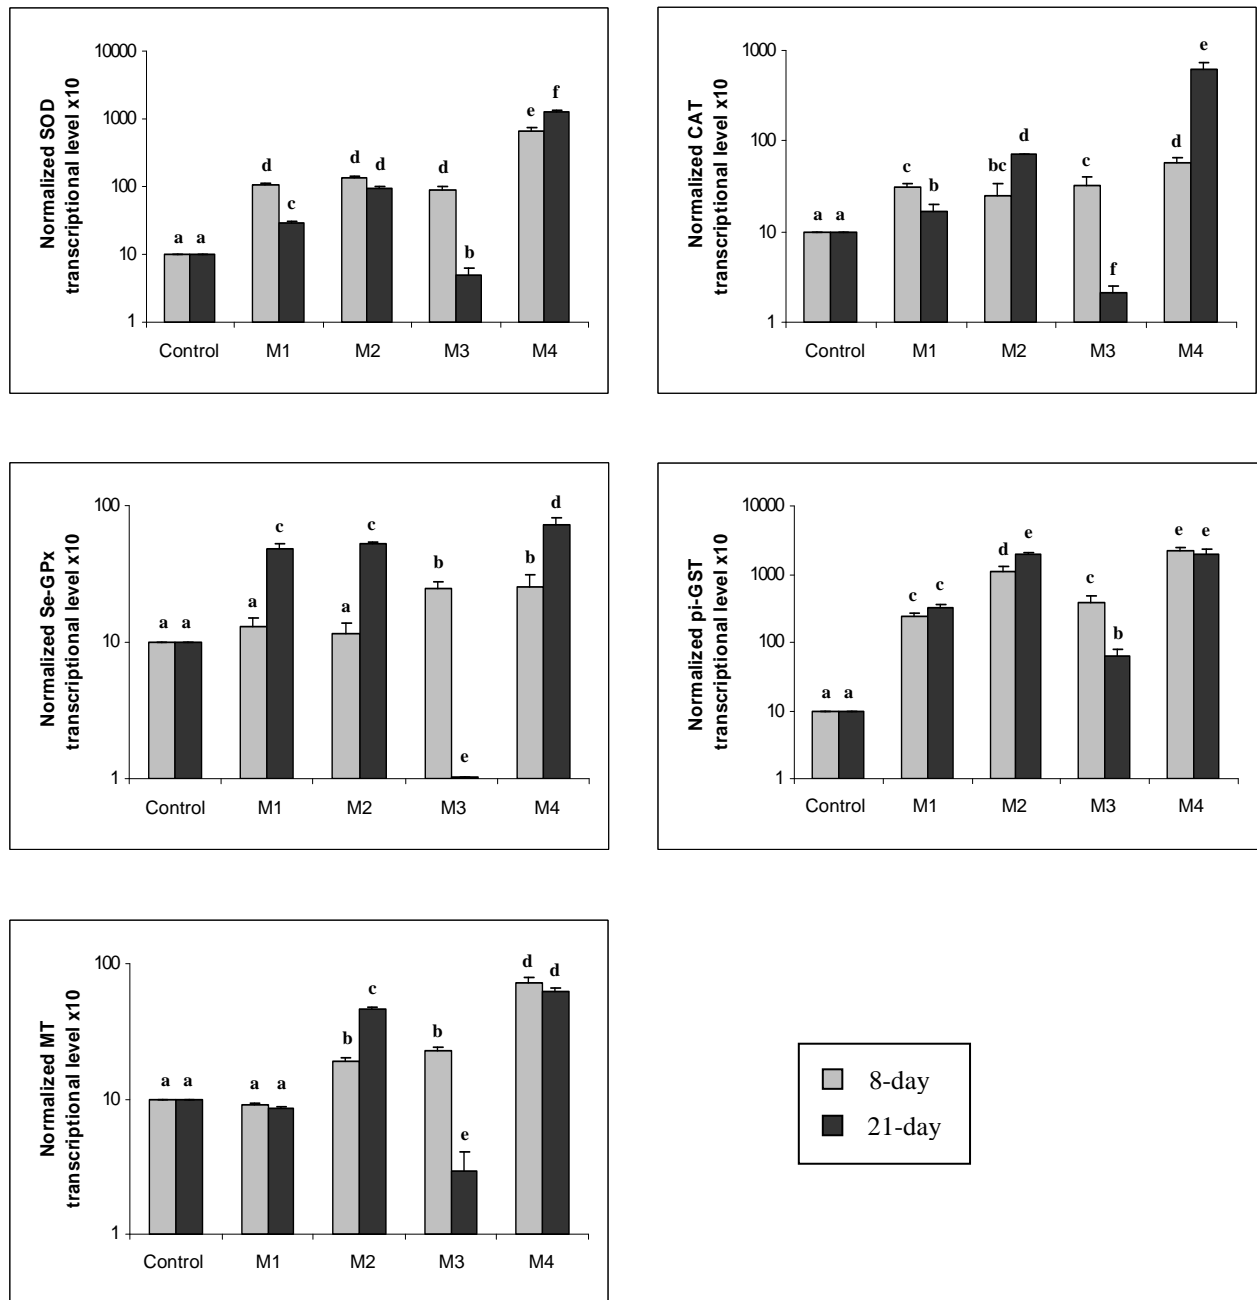 Normalized SOD
transcriptional level x10
10000
1000
100
10
1
a a d c d d d b e f
Control M1 M2 M3 M4
Normalized CAT
transcriptional level x10
1000
100
10
1
a a c b bc d c f d e
Control M1 M2 M3 M4
Normalized Se-GPx
transcriptional level x10
100
10
1
a a a c a c b e b d
Control M1 M2 M3 M4
Normalized pi-GST
transcriptional level x10
10000
1000
100
10
1
a a c c d e c b e e
Control M1 M2 M3 M4
Normalized MT
transcriptional level x10
100
10
1
a a a a b c b e d d
Control M1 M2 M3 M4
8-day
21-day